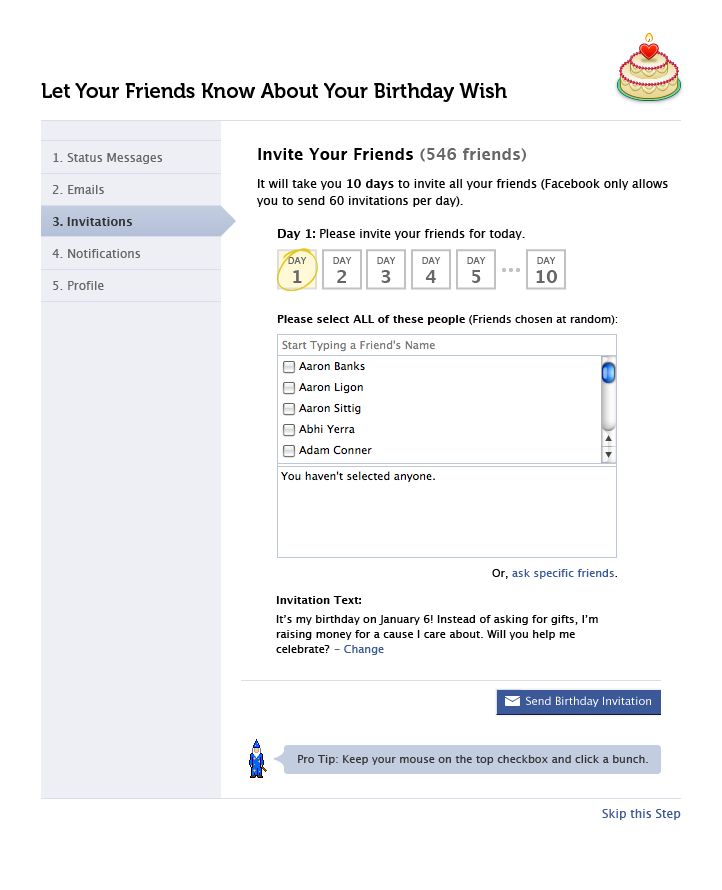 Let Your Friends Know About Your Birthday Wish
1. Status Messages
2. Emails
3. Invitations
4. Notifications
5. Profile
Invite Your Friends (546 friends)
It will take you 10 days to invite all your friends (Facebook only allows
you to send 60 invitations per day).
Day 1: Please invite your friends for today.
DAY 1 DAY 2 DAY 3 DAY 4 DAY 5 ••• DAY 10
Please select ALL of these people (Friends chosen at random):
Start Typing a Friend's Name
Aaron Banks
Aaron Ligon
Aaron Sittig
Abhi Yerra
Adam Conner
You haven't selected anyone.
Or, ask specific friends.
Invitation Text:
It’s my birthday on January 6! Instead of asking for gifts, I’m
raising money for a cause I care about. Will you help me
celebrate? – Change
Send Birthday Invitation
Pro Tip: Keep your mouse on the top checkbox and click a bunch.
Skip this Step